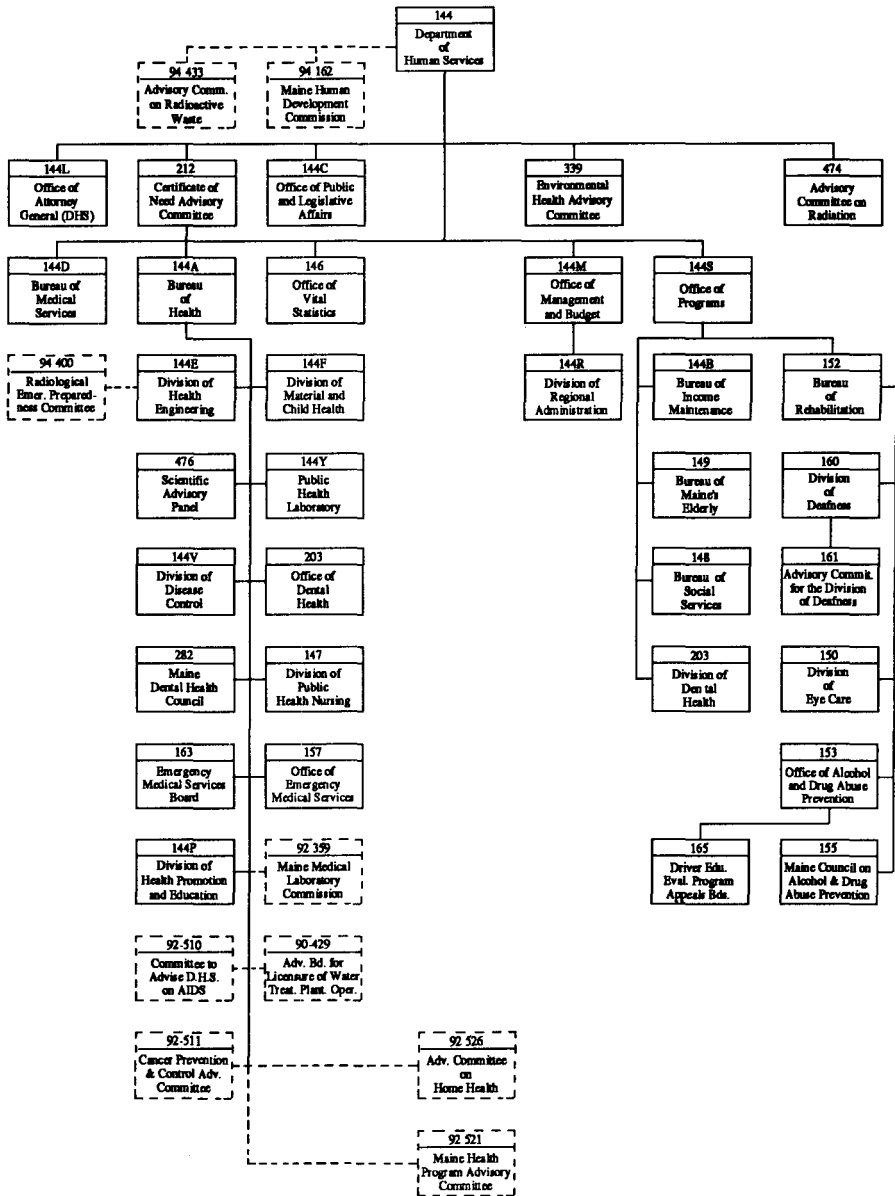 144
Department
of
Human Services
94 433
Advisory Comm.
on Radioactive
Waste
94 162
Maine Human
Development
Commission
144L
Office of
Attorney
General (DHS)
212
Certificate of
Need Advisory
Committee
144C
Office of Public
and Legislative
Affairs
339
Environmental
Health Advisory
Committee
474
Advisory
Committee on
Radiation
144D
Bureau of
Medical
Services
144A
Bureau
of
Health
146
Office of
Vital
Statistics
144M
Office of
Management
and Budget
144S
Office of
Programs
94 400
Radiological
Emer. Prepared-
ness Committee
144E
Division of
Health
Engineering
144F
Division of
Material and
Child Health
144R
Division of
Regional
Administration
144B
Bureau of
Income
Maintenance
152
Bureau
of
Rehabilitation
476
Scientific
Advisory
Panel
144Y
Public
Health
Laboratory
149
Bureau of
Maine's
Elderly
160
Division
of
Deafness
144V
Division of
Disease
Control
203
Office of
Dental
Health
148
Bureau of
Social
Services
161
Advisory Commit.
for the Division
of Deafness
282
Maine
Dental Health
Council
147
Division of
Public
Health Nursing
203
Division of
Dental
Health
150
Division
of
Eye Care
163
Emergency
Medical Services
Board
157
Office of
Emergency
Medical Services
153
Office of Alcohol
and Drug Abuse
Prevention
144P
Division of
Health Promotion
and Education
92 359
Maine Medical
Laboratory
Commission
165
Driver Edu.
Eval. Program
Appeals Bds.
155
Maine Council on
Alcohol & Drug
Abuse Prevention
92-510
Committee to
Advise D.H.S.
on AIDS
90-429
Adv. Bd. for
Licensure of Water
Treat. Plant. Oper.
92-511
Cancer Prevention
& Control Adv.
Committee
92 526
Adv. Committee
on
Home Health
92 521
Maine Health
Program Advisory
Committee